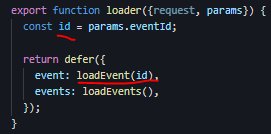 export function loader({request, params}) {
const id = params.eventId;
return defer({
event: loadEvent(id),
events: loadEvents(),
});
}